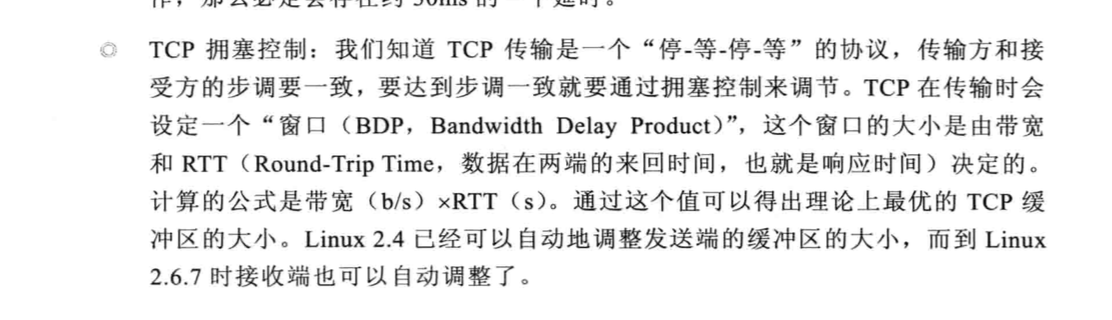 TCP 拥塞控制：我们知道 TCP 传输是一个“停-等-停-等”的协议，传输方和接
受方的步调要一致，要达到步调一致就要通过拥塞控制来调节。TCP 在传输时会
设定一个“窗口（BDP，Bandwidth Delay Product）”，这个窗口的大小是由带宽
和 RTT（Round-Trip Time，数据在两端的来回时间，也就是响应时间）决定的。
计算的公式是带宽（b/s）×RTT（s）。通过这个值可以得出理论上最优的 TCP 缓
冲区的大小。Linux 2.4 已经可以自动地调整发送端的缓冲区的大小，而到 Linux
2.6.7 时接收端也可以自动调整了。